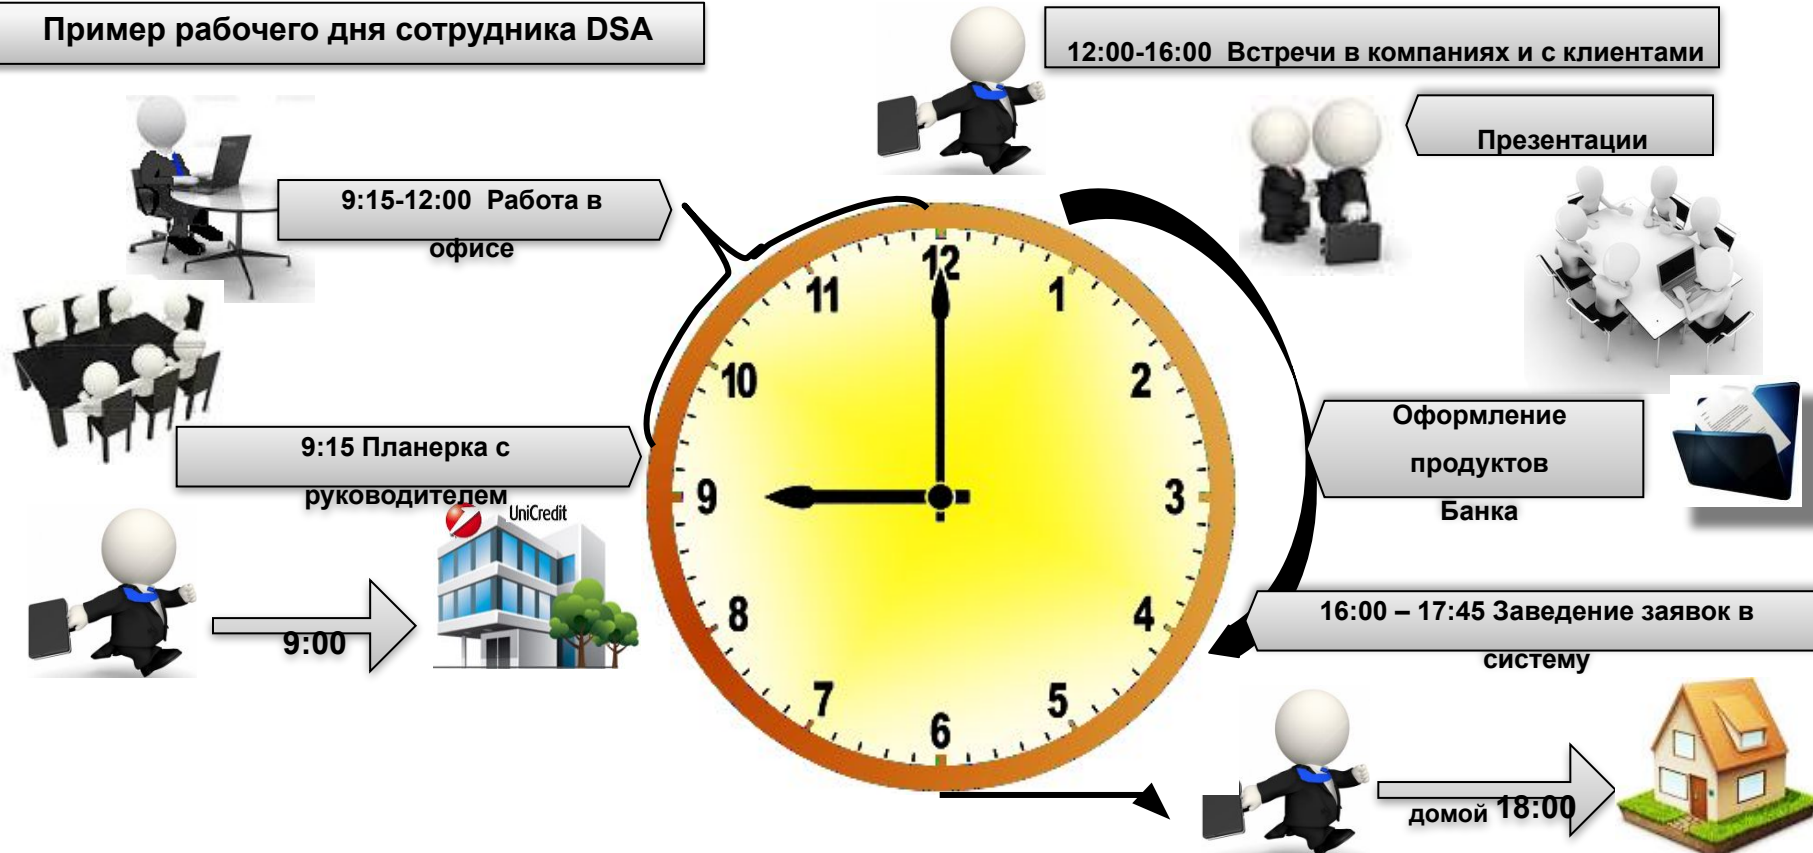 Пример рабочего дня сотрудника DSA
12:00-16:00 Встречи в компаниях и с клиентами
Презентации
9:15-12:00 Работа в
офисе
12
11
1
10
2
9
3
8
4
7
5
6
Оформление
продуктов
Банка
9:15 Планерка с
руководителем
UniCredit
9:00
16:00 – 17:45 Заведение заявок в
систему
домой 18:00